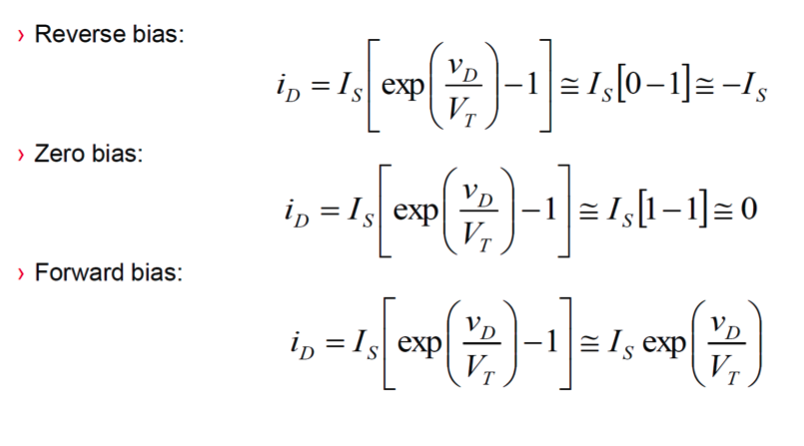 › Reverse bias:
i_D = I_S [ exp( v_D / V_T ) − 1 ] ≅ I_S [0 − 1] ≅ −I_S
› Zero bias:
i_D = I_S [ exp( v_D / V_T ) − 1 ] ≅ I_S [1 − 1] ≅ 0
› Forward bias:
i_D = I_S [ exp( v_D / V_T ) − 1 ] ≅ I_S exp( v_D / V_T )